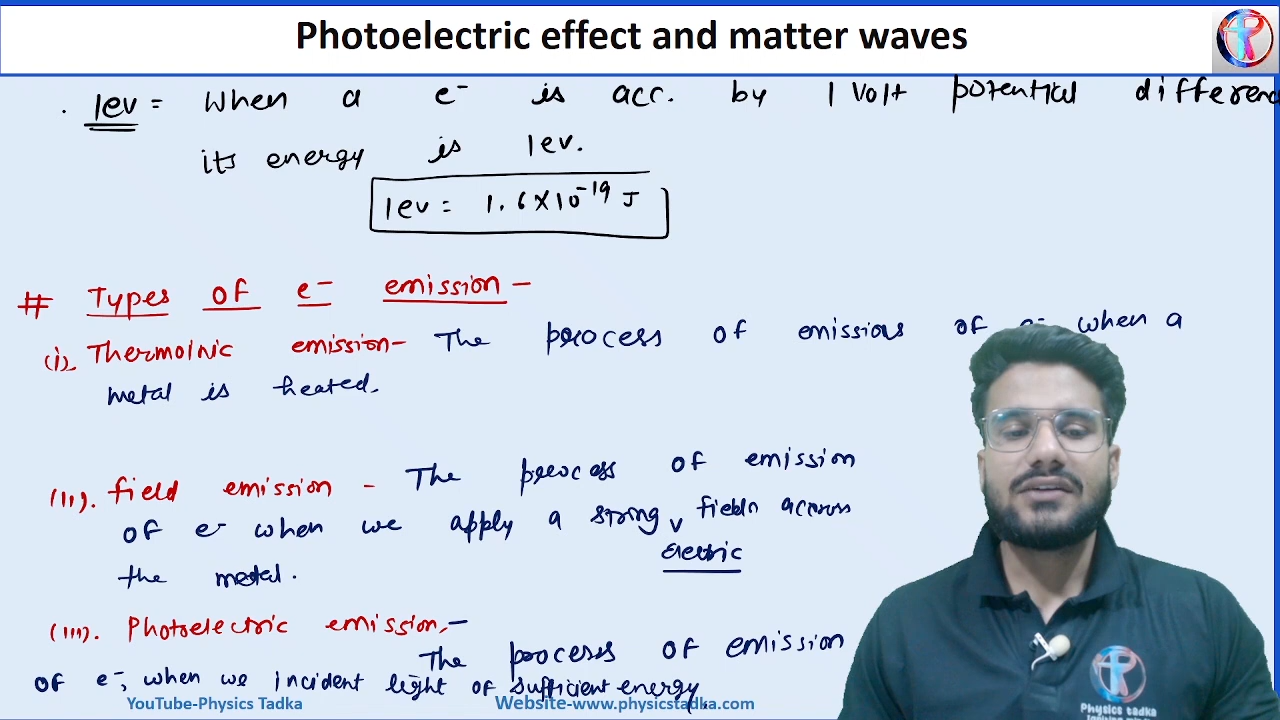 Photoelectric effect and matter waves
. 1ev = when a e⁻ is acc. by 1 Volt potential differenc
its energy is 1ev.
1ev = 1.6×10⁻¹⁹ J
# Types of e⁻ emission -
(i). Thermoinic emission - The process of emissions of e⁻ when a
metal is heated.
(ii). field emission - The process of emission
of e⁻ when we apply a strong ᵥ field across
electric
the metal.
(iii). Photoelectric emission, -
The process of emission
of e⁻, when we incident light of sufficient energy.
YouTube-Physics Tadka
Website-www.physicstadka.com
Physics tadka